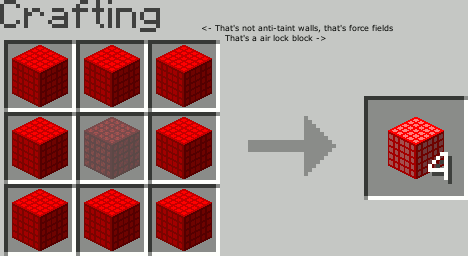 Crafting
<- That's not anti-taint walls, that's force fields
That's a air lock block ->
4